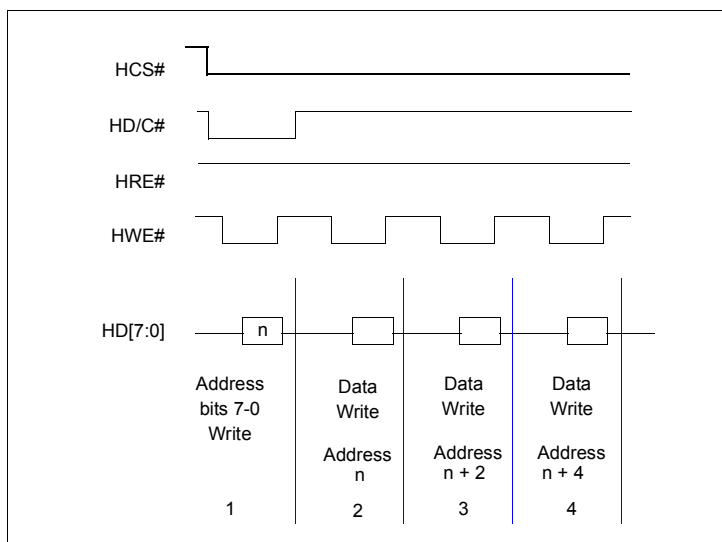 HCS#
HD/C#
HRE#
HWE#
HD[7:0]
n
Address
bits 7-0
Write
Data
Write
Address
n
Data
Write
Address
n + 2
Data
Write
Address
n + 4
1
2
3
4